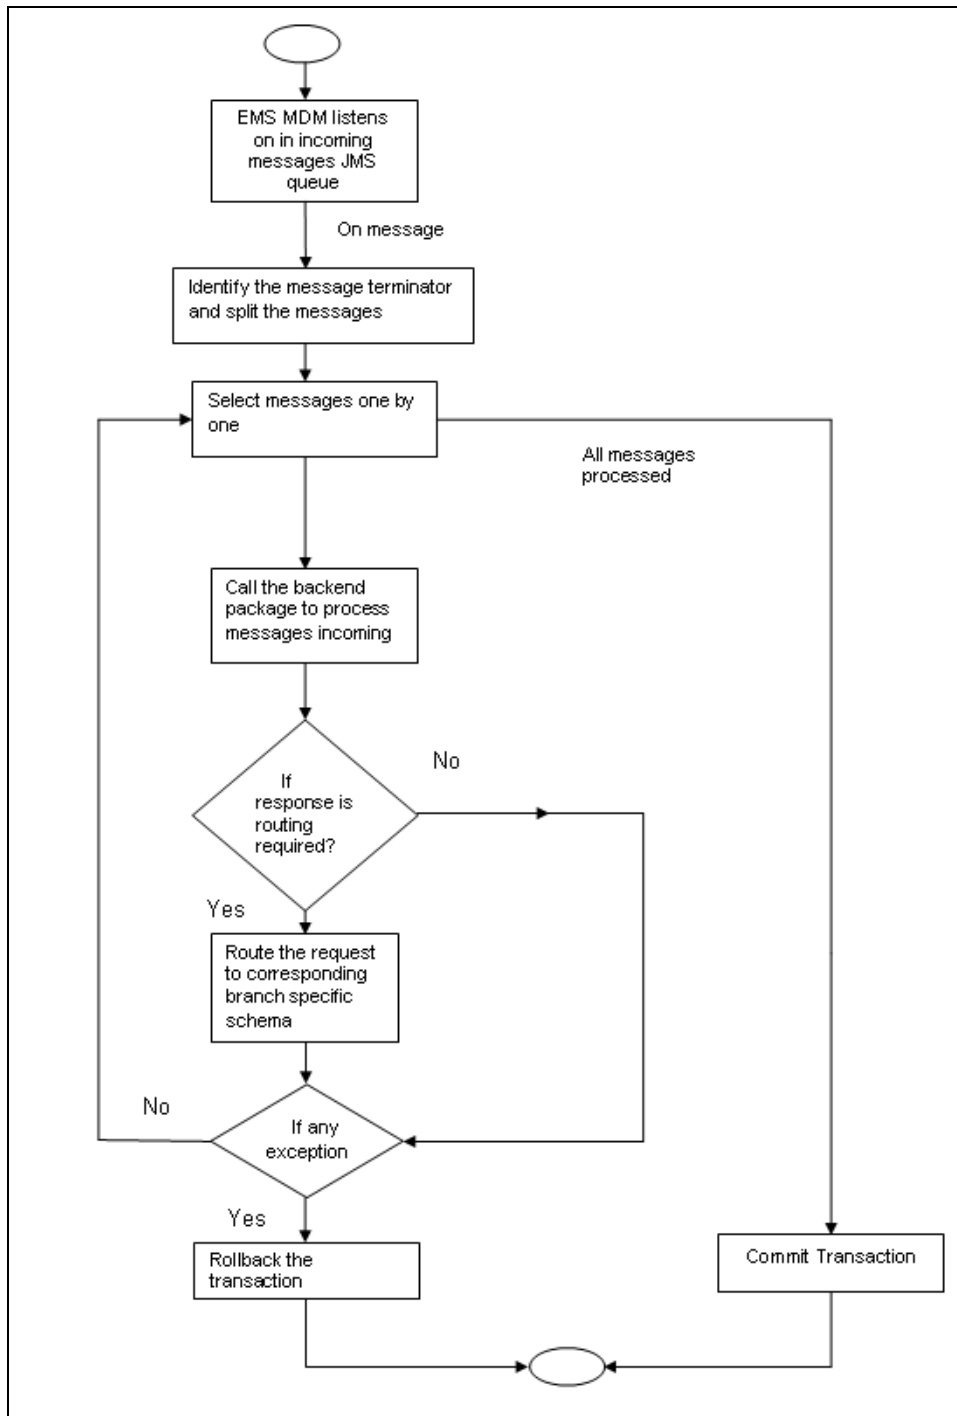 EMS MDM listens
on in incoming
messages JMS
queue
On message
Identify the message terminator
and split the messages
Select messages one by
one
All messages
processed
Call the backend
package to process
messages incoming
No
If
response is
routing
required?
Yes
Route the request
to corresponding
branch specific
schema
No
If any
exception
Yes
Rollback the
transaction
Commit Transaction